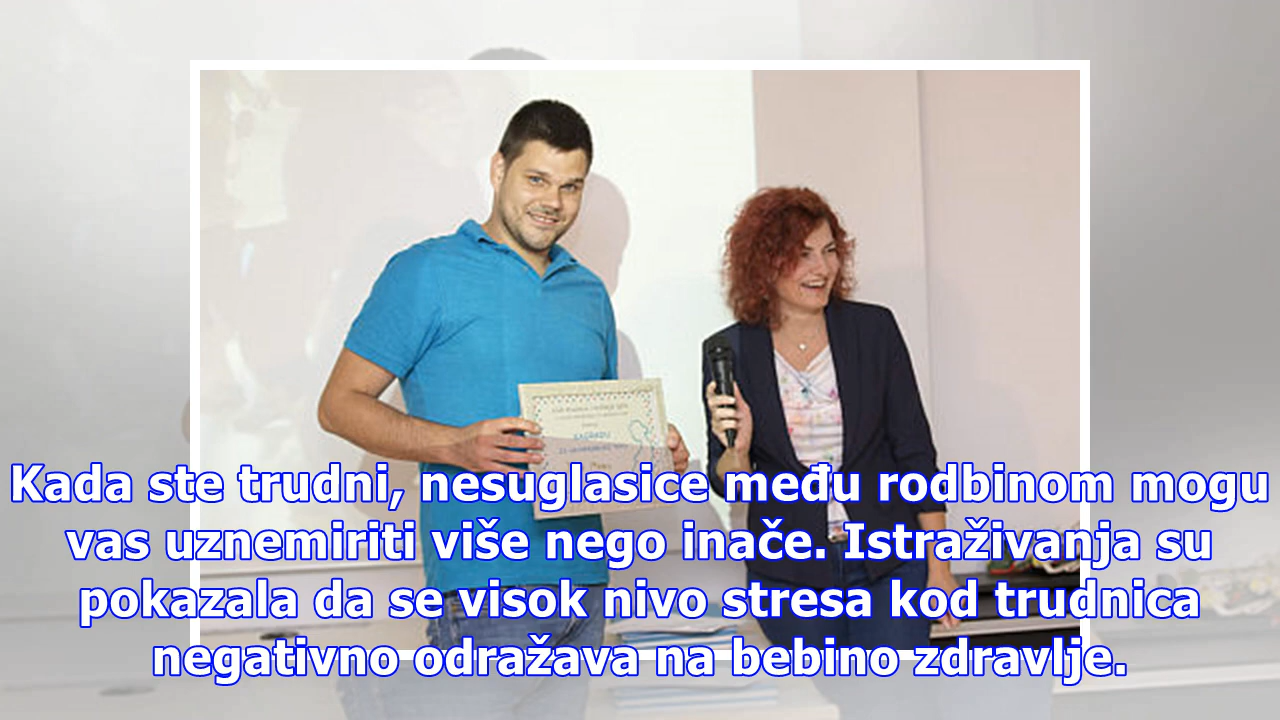 NAGRADU
Kada ste trudni, nesuglasice među rodbinom mogu
vas uznemiriti više nego inače. Istraživanja su
pokazala da se visok nivo stresa kod trudnica
negativno odražava na bebino zdravlje.